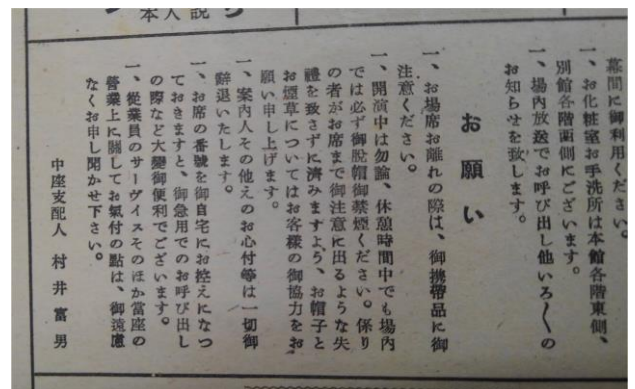 本人説
幕間に御利用ください。
一、お化粧室お手洗所は本館各階東側、
別館各階西側にございます。
一、場内放送でお呼び出し他いろ〱の
お知らせを致します。
お願い
一、お場席お離れの際は、御携帯品に御
注意ください。
一、開演中は勿論、休憩時間中でも場内
では必ず御脱帽御禁煙ください。係り
の者がお席まで御注意に出るような失
禮を致さずに済みますよう、お帽子と
お煙草についてはお客様の御協力をお
願い申し上げます。
一、案内人その他えのお心付等は一切御
辭退いたします。
一、お席の番號を御自宅にお控えになつ
ておきますと、御急用でのお呼び出し
の際など大變御便利でございます。
一、從業員のサーヴイスそのほか當座の
營業上に關してお氣付の點は、御遠慮
なくお申し聞かせ下さい。
中座支配人 村井富男